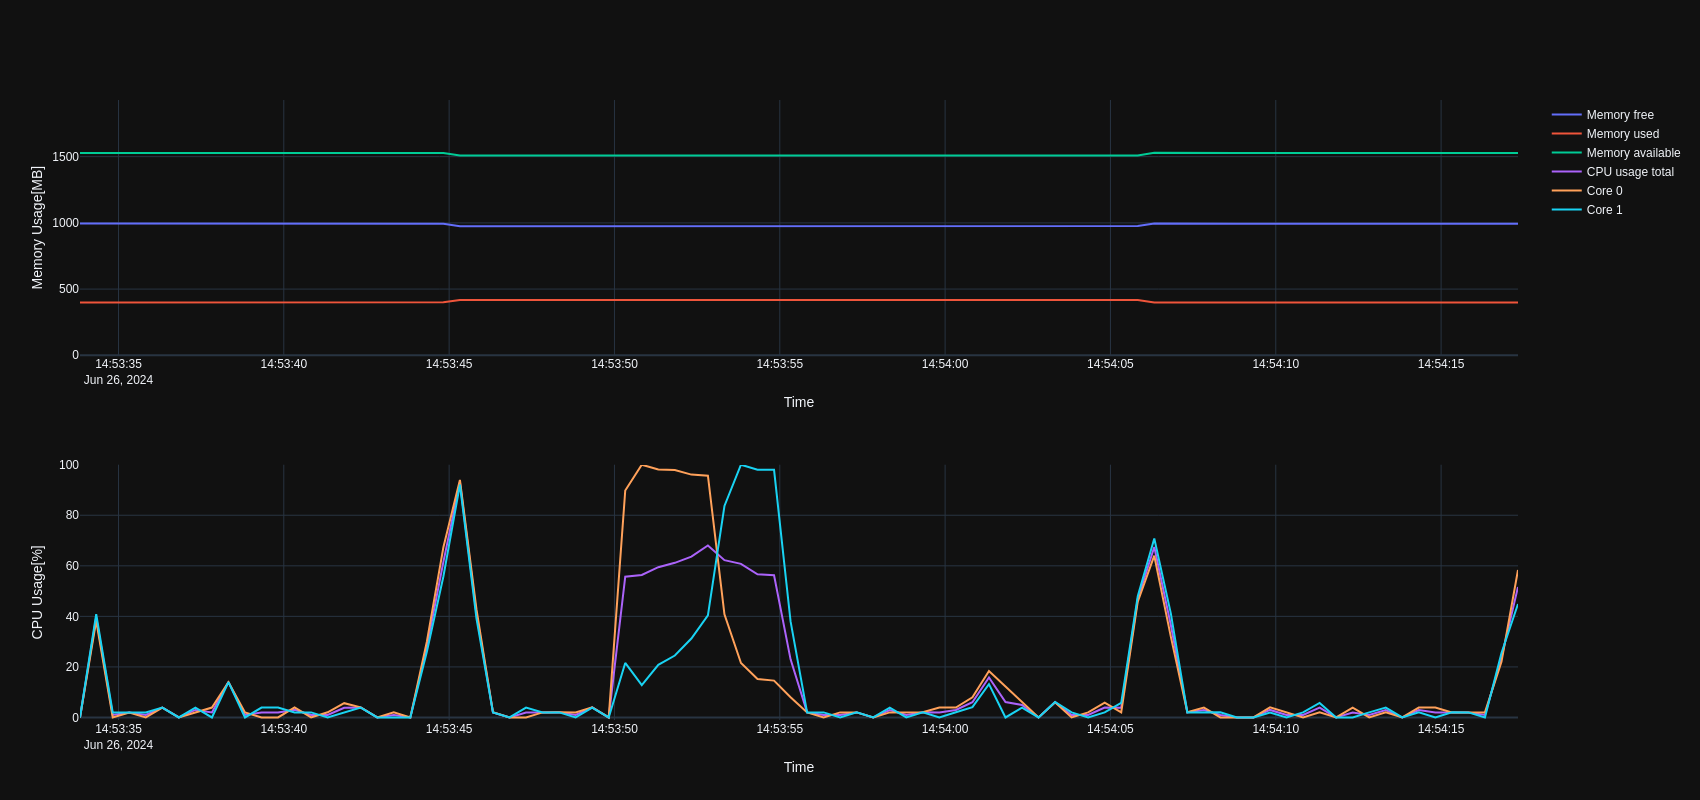 Memory free
Memory used
Memory available
CPU usage total
Core 0
Core 1
Memory Usage[MB]
1500
1000
500
0
14:53:35 14:53:40 14:53:45 14:53:50 14:53:55 14:54:00 14:54:05 14:54:10 14:54:15
Jun 26, 2024
Time
CPU Usage[%]
100
80
60
40
20
0
14:53:35 14:53:40 14:53:45 14:53:50 14:53:55 14:54:00 14:54:05 14:54:10 14:54:15
Jun 26, 2024
Time